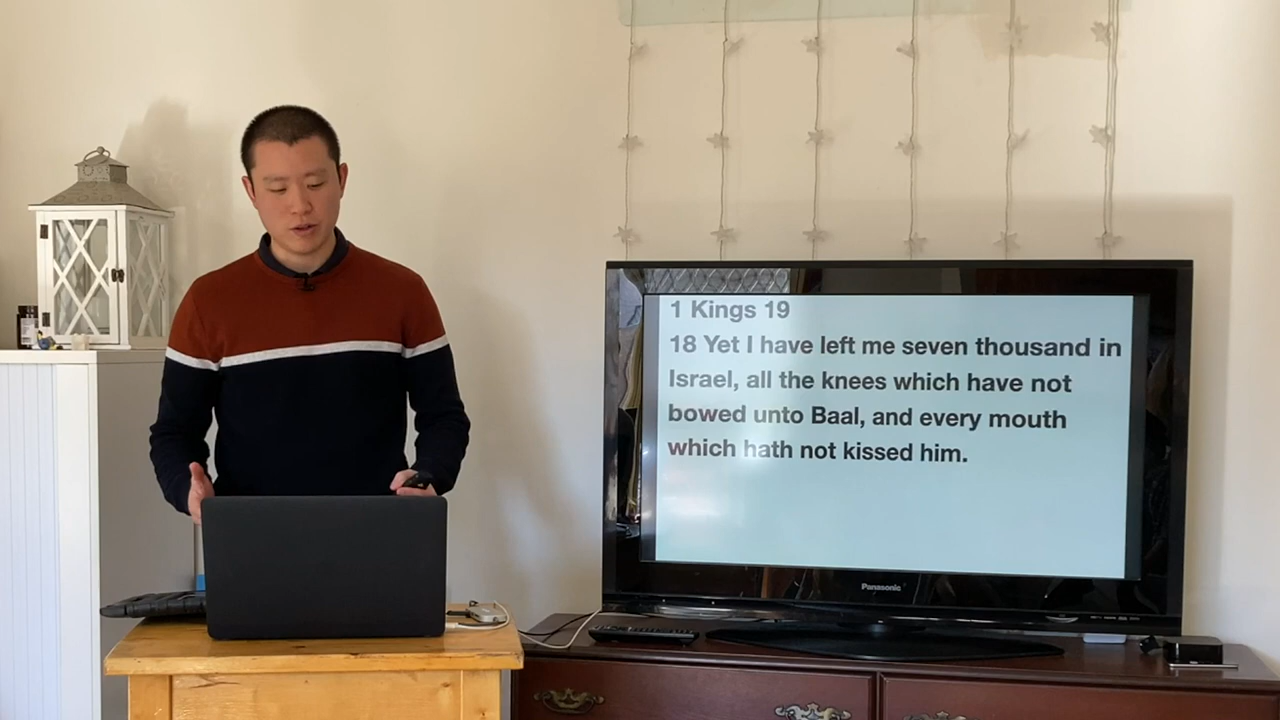 1 Kings 19
18 Yet I have left me seven thousand in
Israel, all the knees which have not
bowed unto Baal, and every mouth
which hath not kissed him.
Panasonic